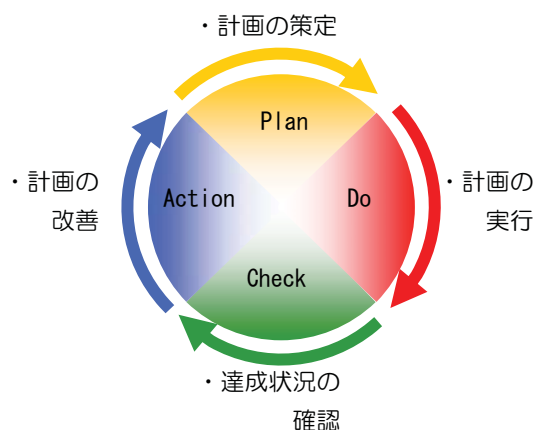 ・計画の策定
Plan
・計画の
改善
Action
Do
・計画の
実行
Check
・達成状況の
確認